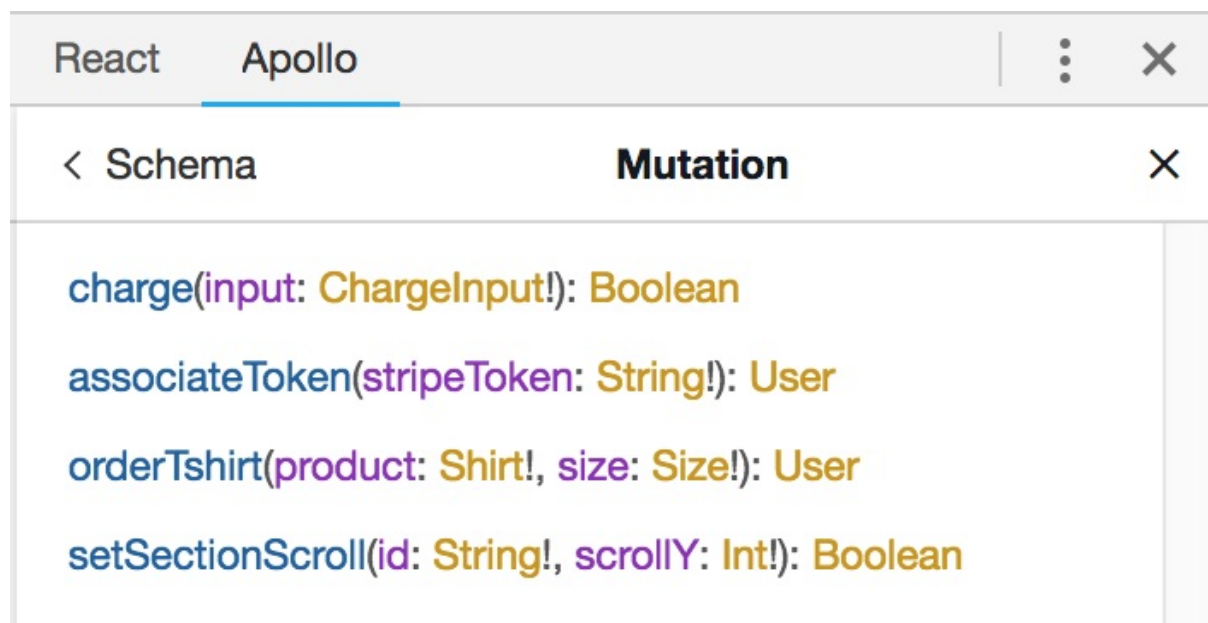 React Apollo
< Schema Mutation
charge(input: ChargeInput!): Boolean
associateToken(stripeToken: String!): User
orderTshirt(product: Shirt!, size: Size!): User
setSectionScroll(id: String!, scrollY: Int!): Boolean